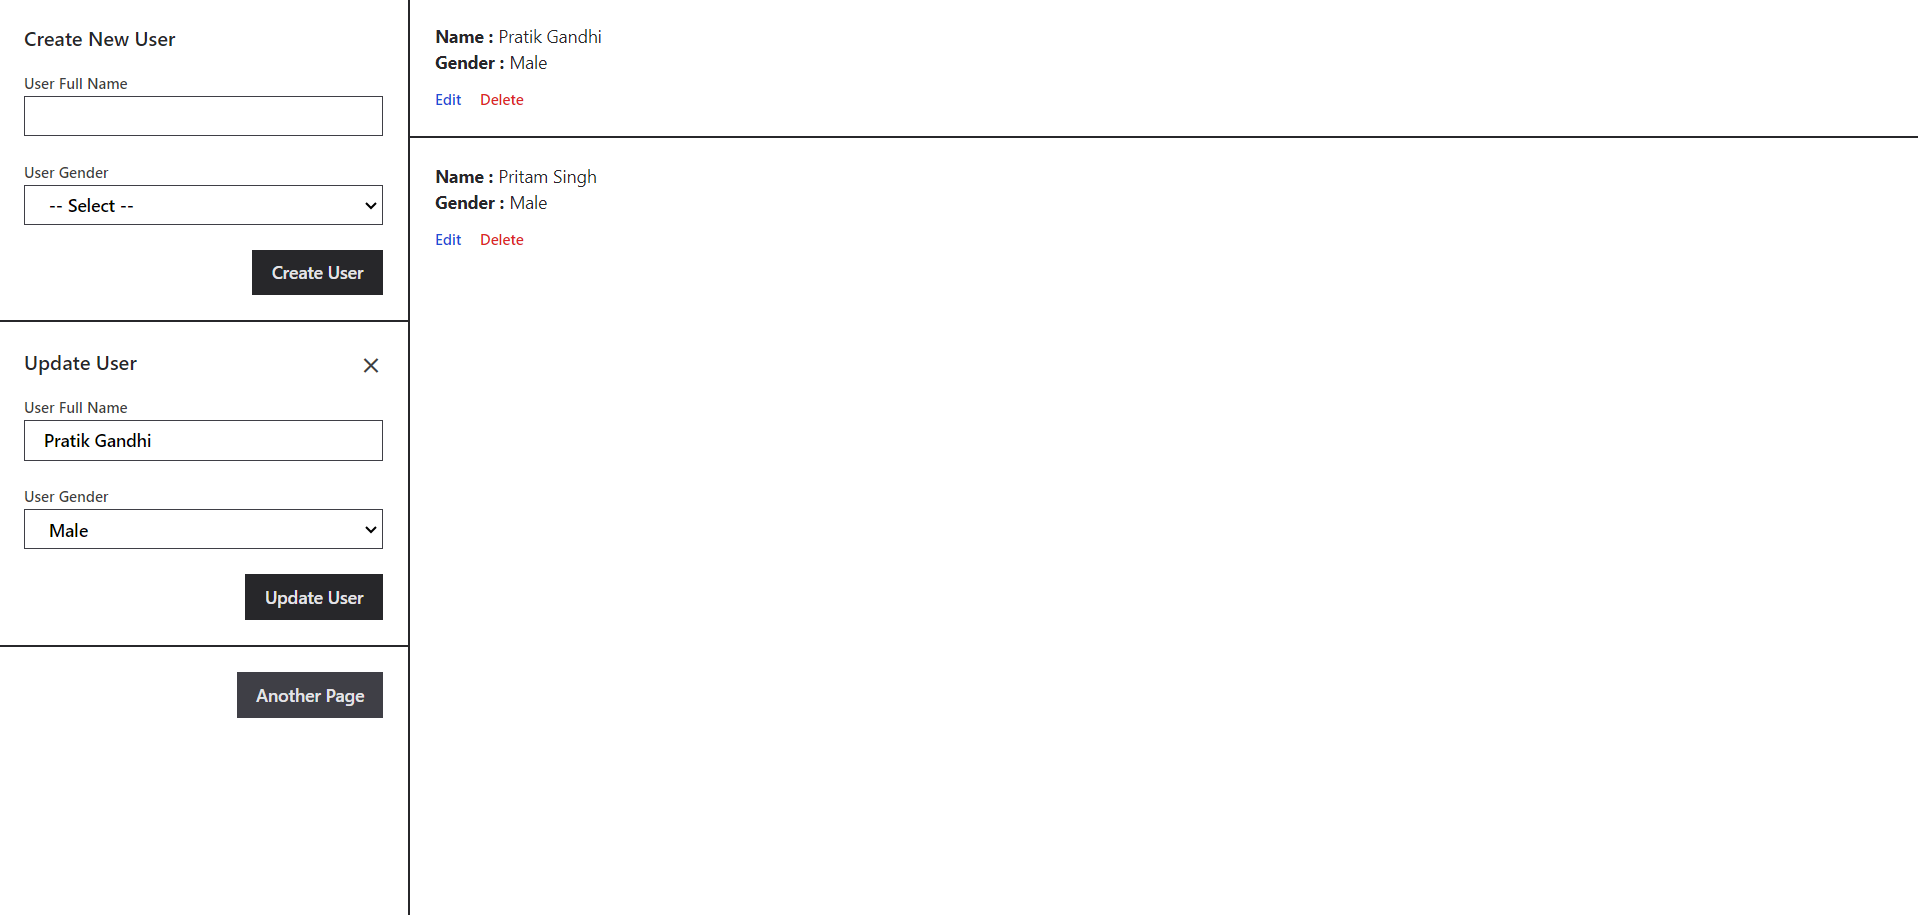 Create New User
User Full Name
User Gender
-- Select --
Create User
Update User
User Full Name
Pratik Gandhi
User Gender
Male
Update User
Another Page
Name : Pratik Gandhi
Gender : Male
Edit Delete
Name : Pritam Singh
Gender : Male
Edit Delete